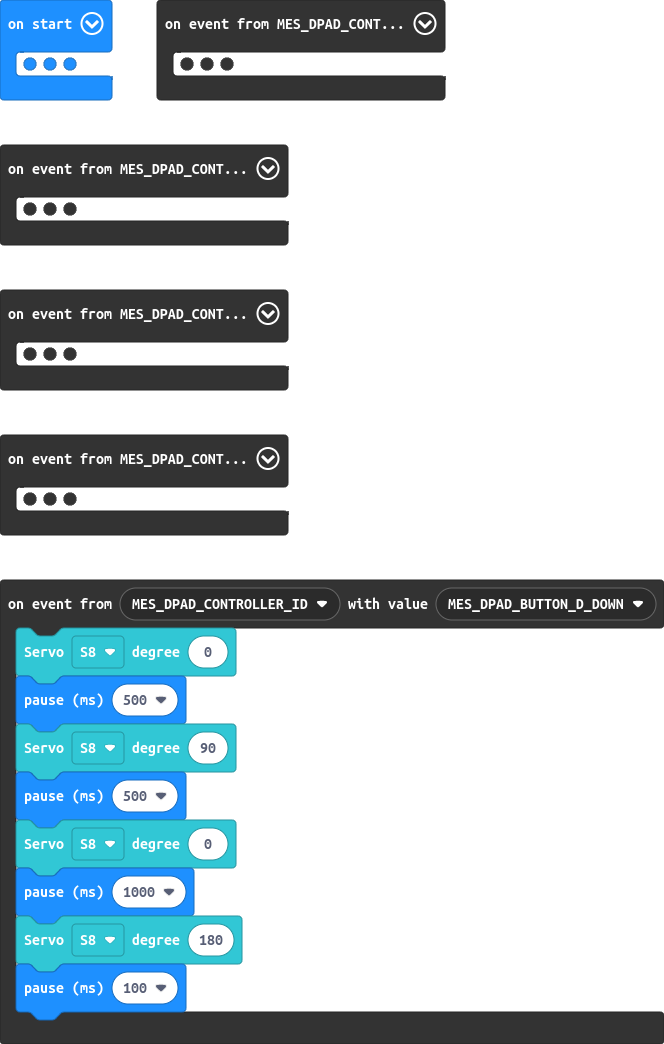 on start
on event from MES_DPAD_CONT...
on event from MES_DPAD_CONT...
on event from MES_DPAD_CONT...
on event from MES_DPAD_CONT...
on event from MES_DPAD_CONTROLLER_ID with value MES_DPAD_BUTTON_D_DOWN
Servo S8 degree 0
pause (ms) 500
Servo S8 degree 90
pause (ms) 500
Servo S8 degree 0
pause (ms) 1000
Servo S8 degree 180
pause (ms) 100